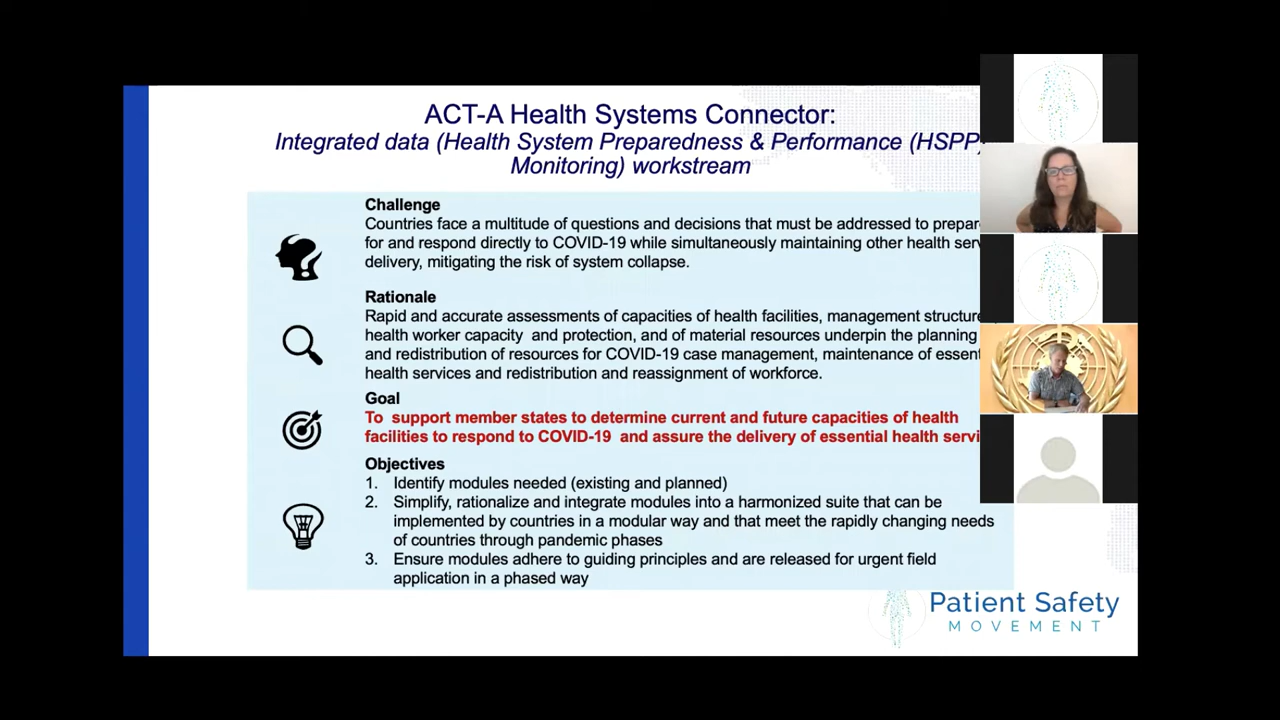 ACT-A Health Systems Connector:
Integrated data (Health System Preparedness & Performance (HSPP)
Monitoring) workstream
Challenge
Countries face a multitude of questions and decisions that must be addressed to prepar
for and respond directly to COVID-19 while simultaneously maintaining other health serv
delivery, mitigating the risk of system collapse.
Rationale
Rapid and accurate assessments of capacities of health facilities, management structure
health worker capacity and protection, and of material resources underpin the planning
and redistribution of resources for COVID-19 case management, maintenance of essent
health services and redistribution and reassignment of workforce.
Goal
To support member states to determine current and future capacities of health
facilities to respond to COVID-19 and assure the delivery of essential health servi
Objectives
1. Identify modules needed (existing and planned)
2. Simplify, rationalize and integrate modules into a harmonized suite that can be
implemented by countries in a modular way and that meet the rapidly changing needs
of countries through pandemic phases
3. Ensure modules adhere to guiding principles and are released for urgent field
application in a phased way
Patient Safety
MOVEMENT